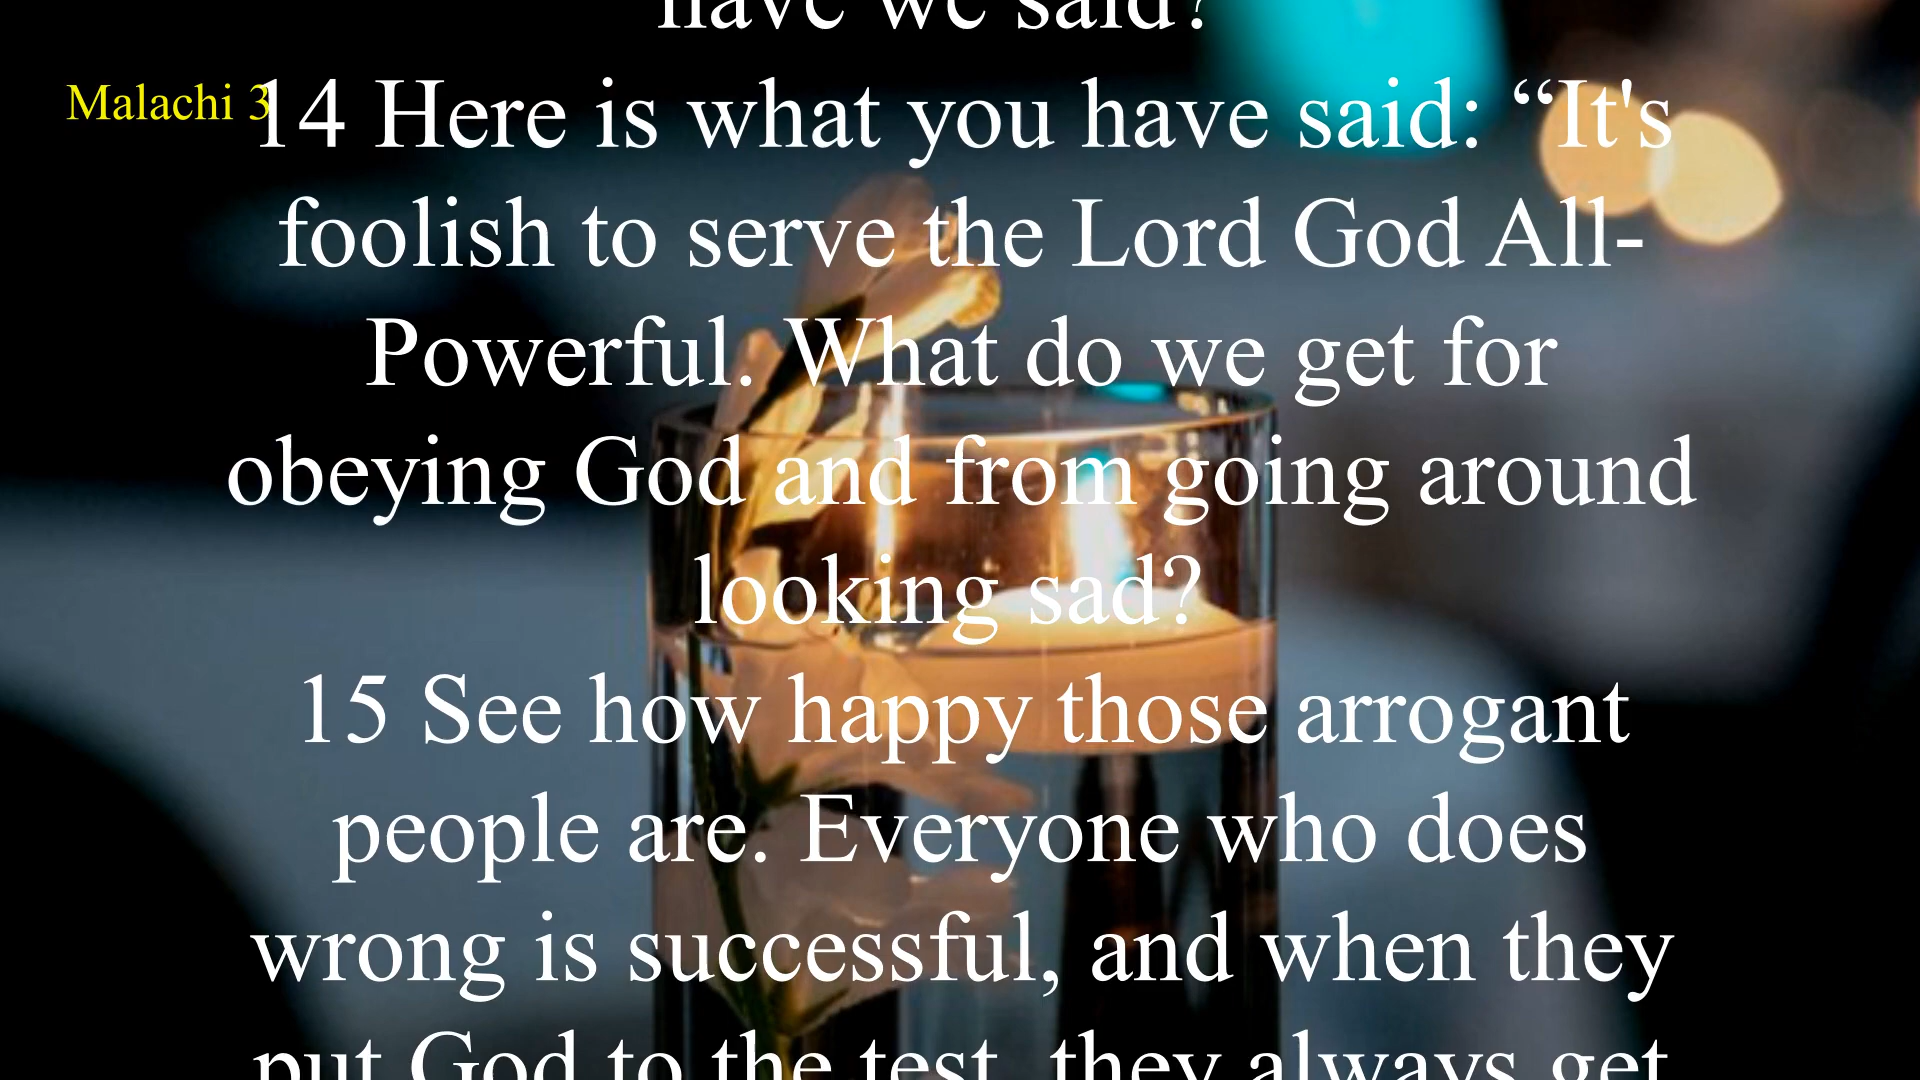 have we said?
Malachi 3
14 Here is what you have said: “It's
foolish to serve the Lord God All-
Powerful. What do we get for
obeying God and from going around
looking sad?
15 See how happy those arrogant
people are. Everyone who does
wrong is successful, and when they
put God to the test, they always get